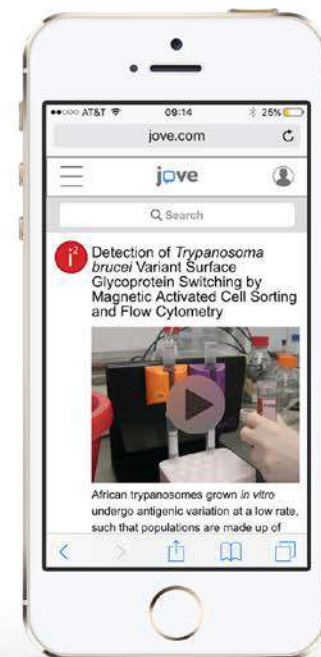 AT&T 09:14 25%
jove.com
jove
Search
i²
Detection of Trypanosoma
brucei Variant Surface
Glycoprotein Switching by
Magnetic Activated Cell Sorting
and Flow Cytometry
African trypanosomes grown in vitro
undergo antigenic variation at a low rate,
such that populations are made up of